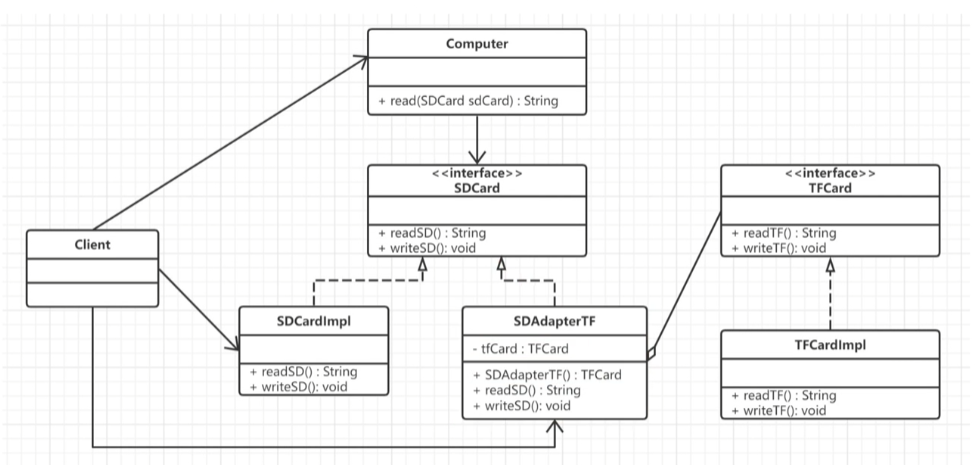 Computer
+ read(SDCard sdCard) : String
<<interface>>
SDCard
+ readSD() : String
+ writeSD(): void
<<interface>>
TFCard
+ readTF() : String
+ writeTF(): void
Client
SDCardImpl
+ readSD() : String
+ writeSD(): void
SDAdapterTF
- tfCard : TFCard
+ SDAdapterTF() : TFCard
+ readSD() : String
+ writeSD(): void
TFCardImpl
+ readTF() : String
+ writeTF(): void